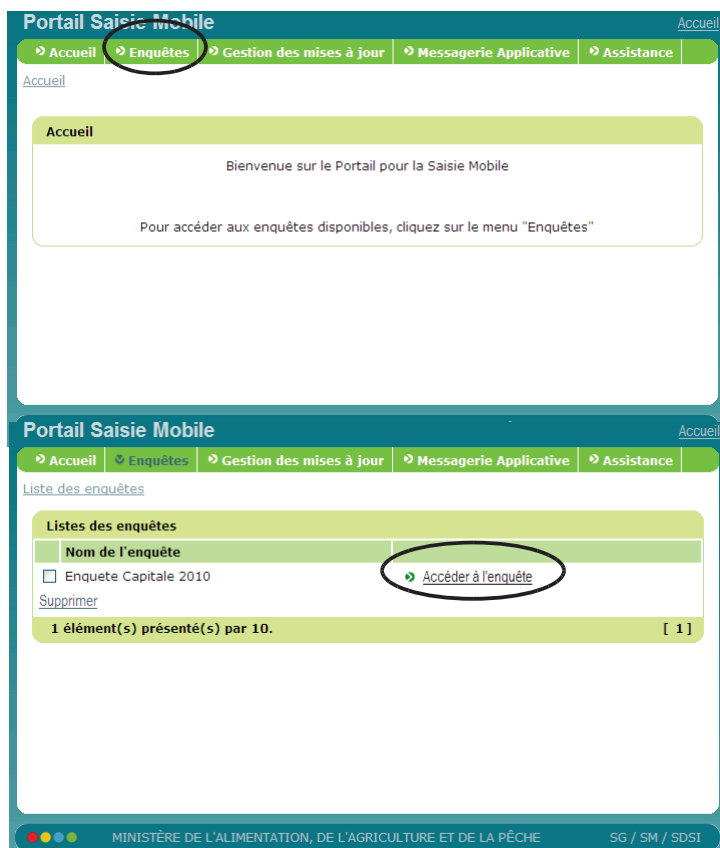 Portail Saisie Mobile
Accueil
Accueil Enquêtes Gestion des mises à jour Messagerie Applicative Assistance
Accueil
Accueil
Bienvenue sur le Portail pour la Saisie Mobile
Pour accéder aux enquêtes disponibles, cliquez sur le menu "Enquêtes"
Portail Saisie Mobile
Accueil
Accueil Enquêtes Gestion des mises à jour Messagerie Applicative Assistance
Liste des enquêtes
Listes des enquêtes
Nom de l'enquête
Enquete Capitale 2010 Accéder à l'enquête
Supprimer
1 élément(s) présenté(s) par 10. [ 1 ]
MINISTÈRE DE L'ALIMENTATION, DE L'AGRICULTURE ET DE LA PÊCHE SG / SM / SDSI